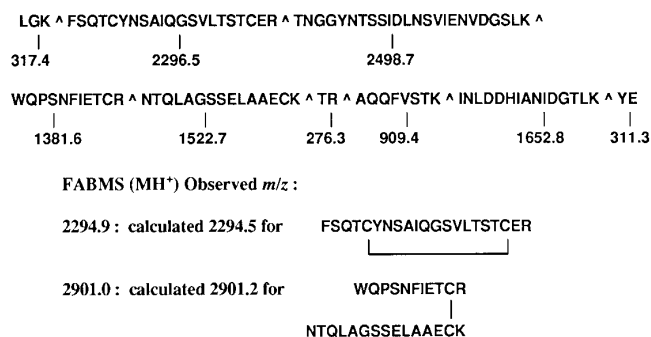 LGK ^ FSQTCYNSAIQGSVLTSTCER ^ TNGGYNTSSIDLNSVIENVDGSLK ^
317.4 2296.5 2498.7
WQPSNFIETCR ^ NTQLAGSSELAAECK ^ TR ^ AQQFVSTK ^ INLDDHIANIDGTLK ^ YE
1381.6 1522.7 276.3 909.4 1652.8 311.3
FABMS (MH+) Observed m/z :
2294.9 : calculated 2294.5 for FSQTCYNSAIQGSVLTSTCER
2901.0 : calculated 2901.2 for WQPSNFIETCR
NTQLAGSSELAAECK